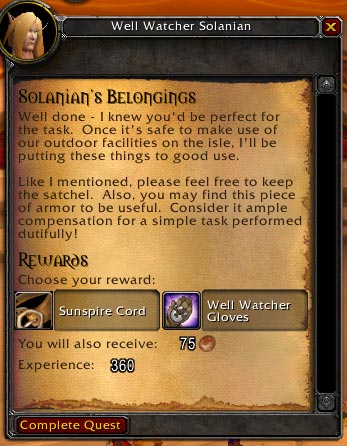 Well Watcher Solanian
Solanian's Belongings
Well done - I knew you'd be perfect for
the task.  Once it's safe to make use of
our outdoor facilities on the isle, I'll be
putting these things to good use.
Like I mentioned, please feel free to keep
the satchel.  Also, you may find this piece
of armor to be useful.  Consider it ample
compensation for a simple task performed
dutifully!
Rewards
Choose your reward:
Sunspire Cord
Well Watcher
Gloves
You will also receive: 75
Experience: 360
Complete Quest